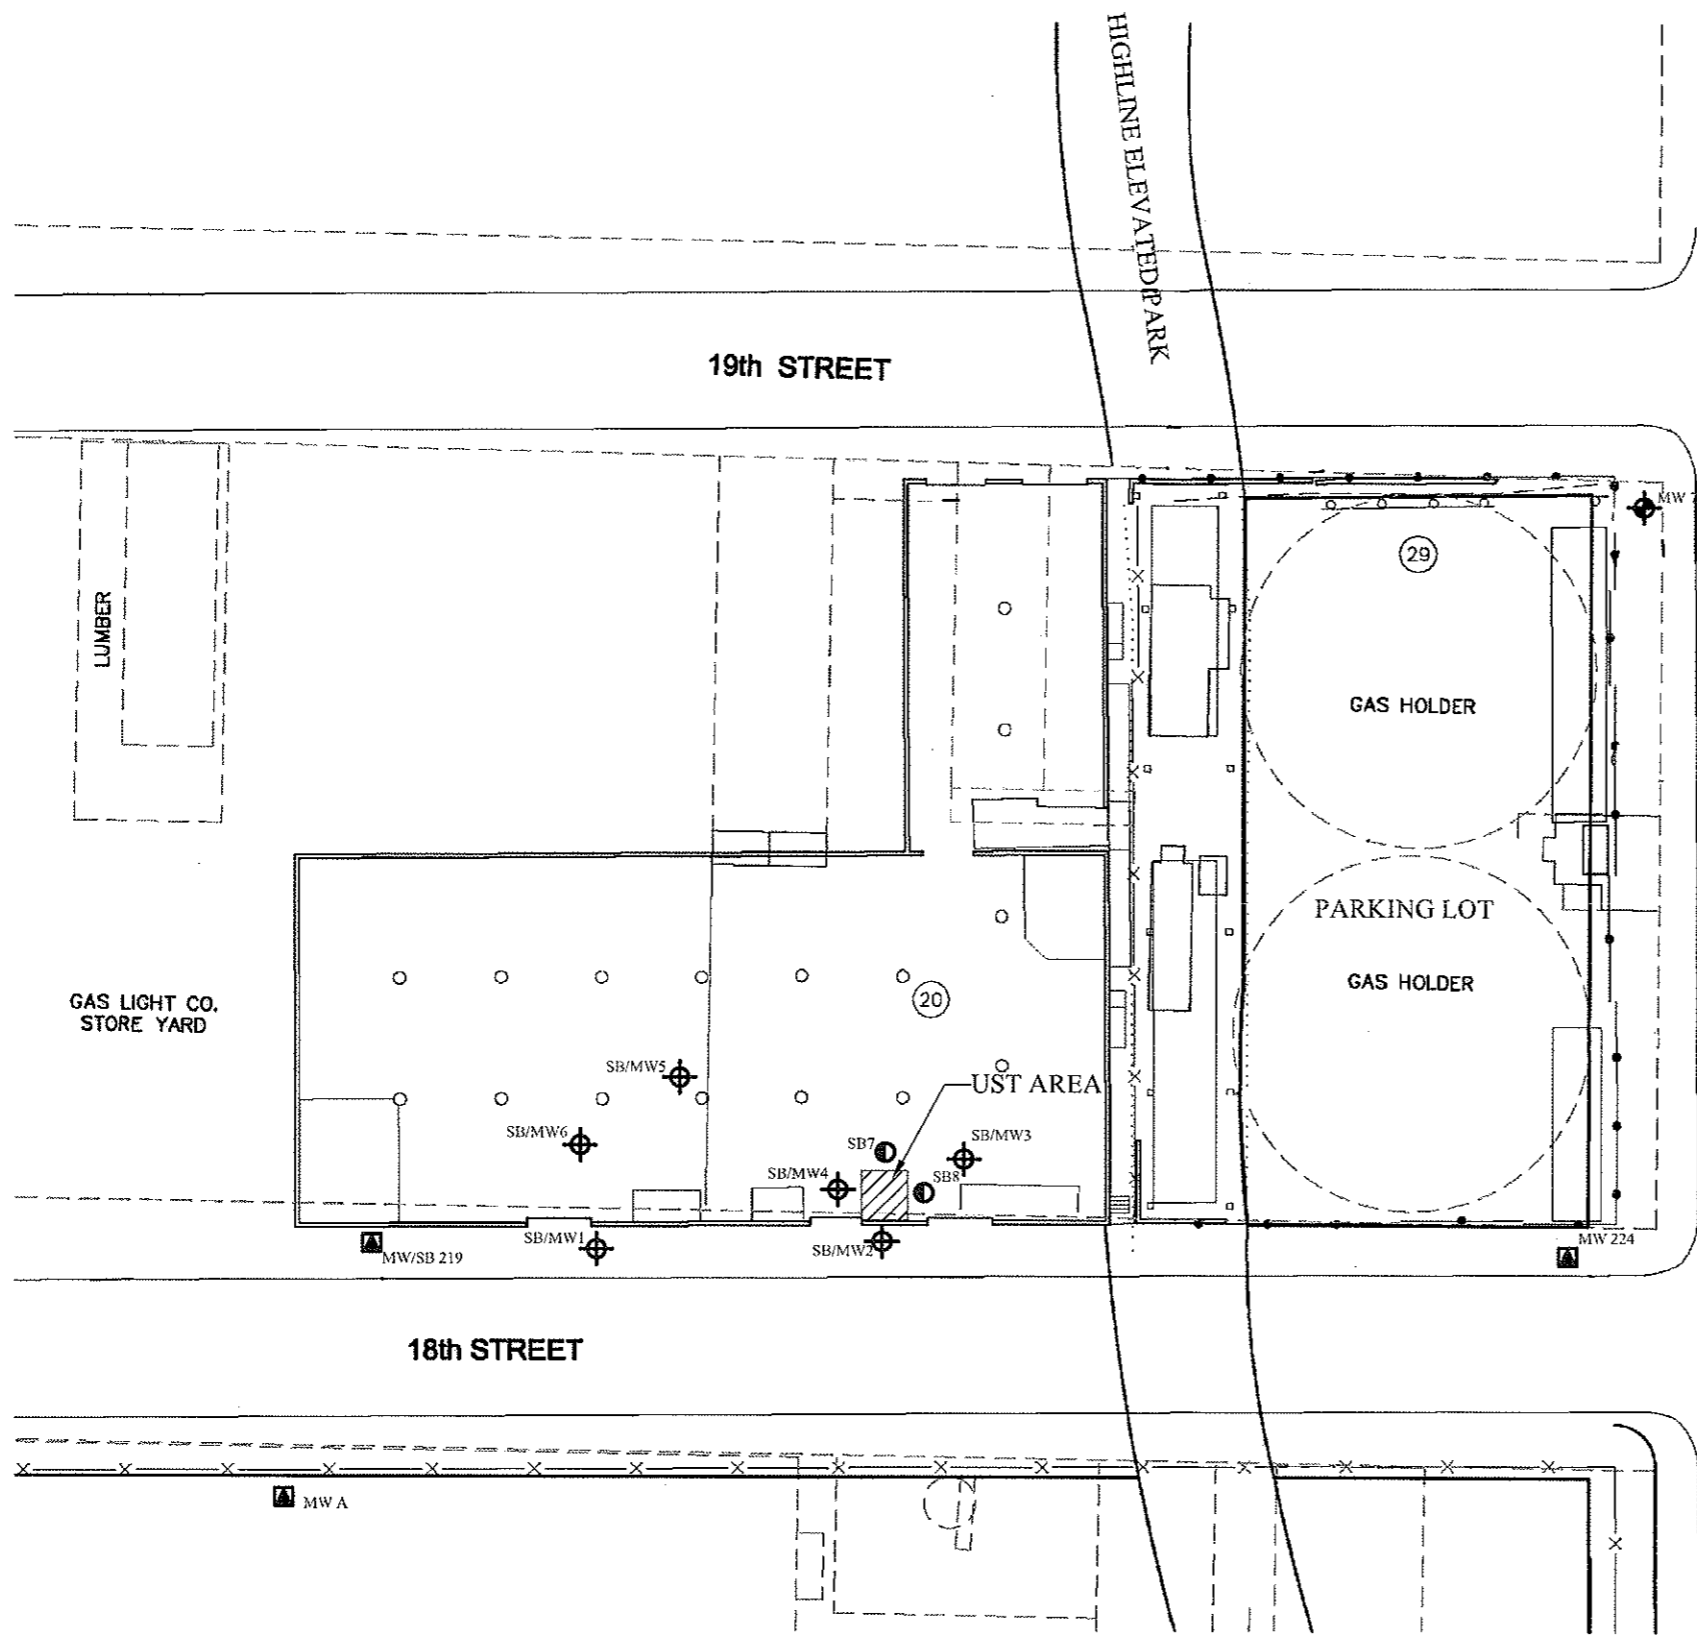 HIGHLINE ELEVATED PARK
19th STREET
MW 7
29
LUMBER
GAS HOLDER
PARKING LOT
GAS HOLDER
GAS LIGHT CO.
STORE YARD
20
SB/MW5
UST AREA
SB/MW6
SB7
SB/MW3
SB/MW4
SB8
SB/MW1
SB/MW2
MW/SB 219
MW 224
18th STREET
MW A